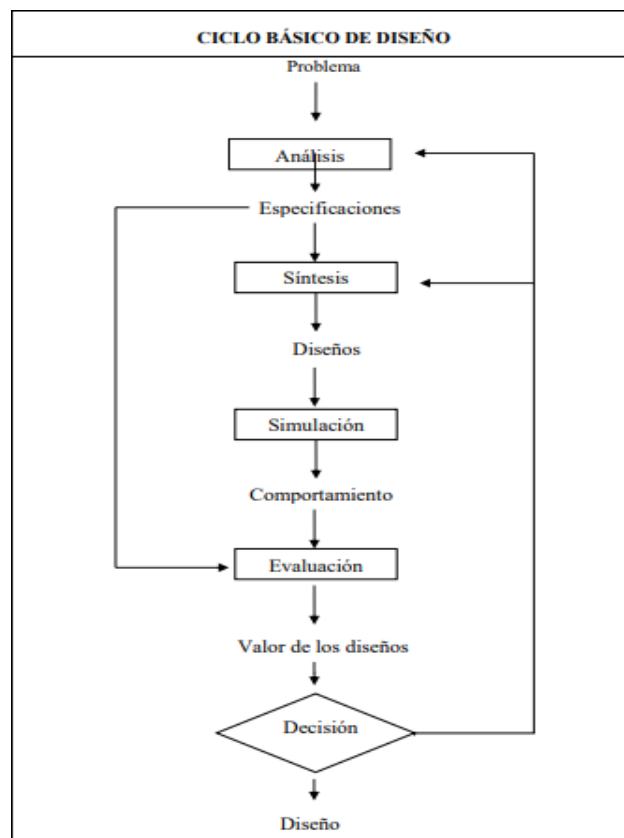 CICLO BÁSICO DE DISEÑO
Problema
Análisis
Especificaciones
Síntesis
Diseños
Simulación
Comportamiento
Evaluación
Valor de los diseños
Decisión
Diseño